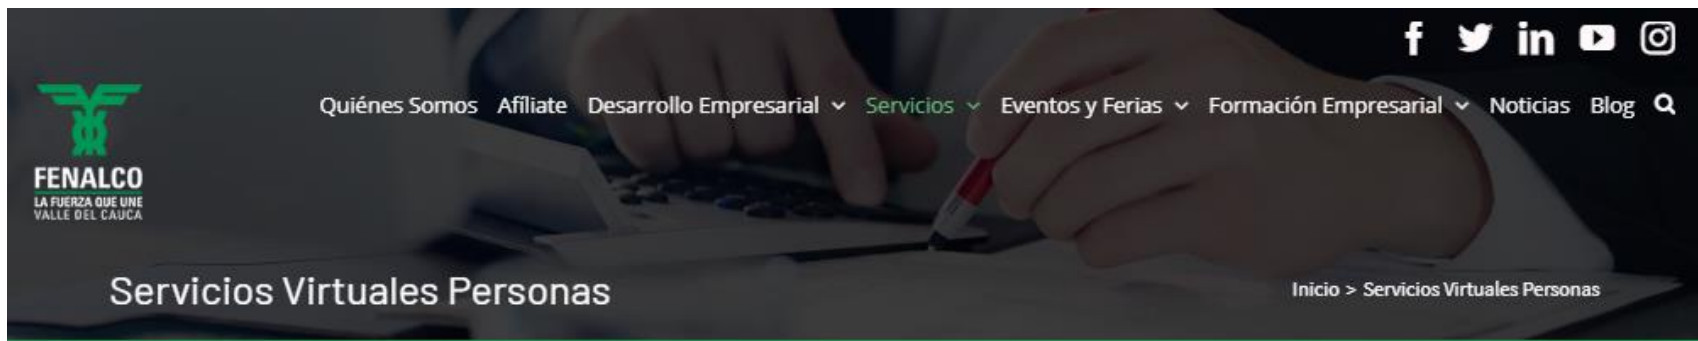 Quiénes Somos Afíliate Desarrollo Empresarial Servicios Eventos y Ferias Formación Empresarial Noticias Blog
FENALCO
LA FUERZA QUE UNE
VALLE DEL CAUCA
Servicios Virtuales Personas
Inicio > Servicios Virtuales Personas